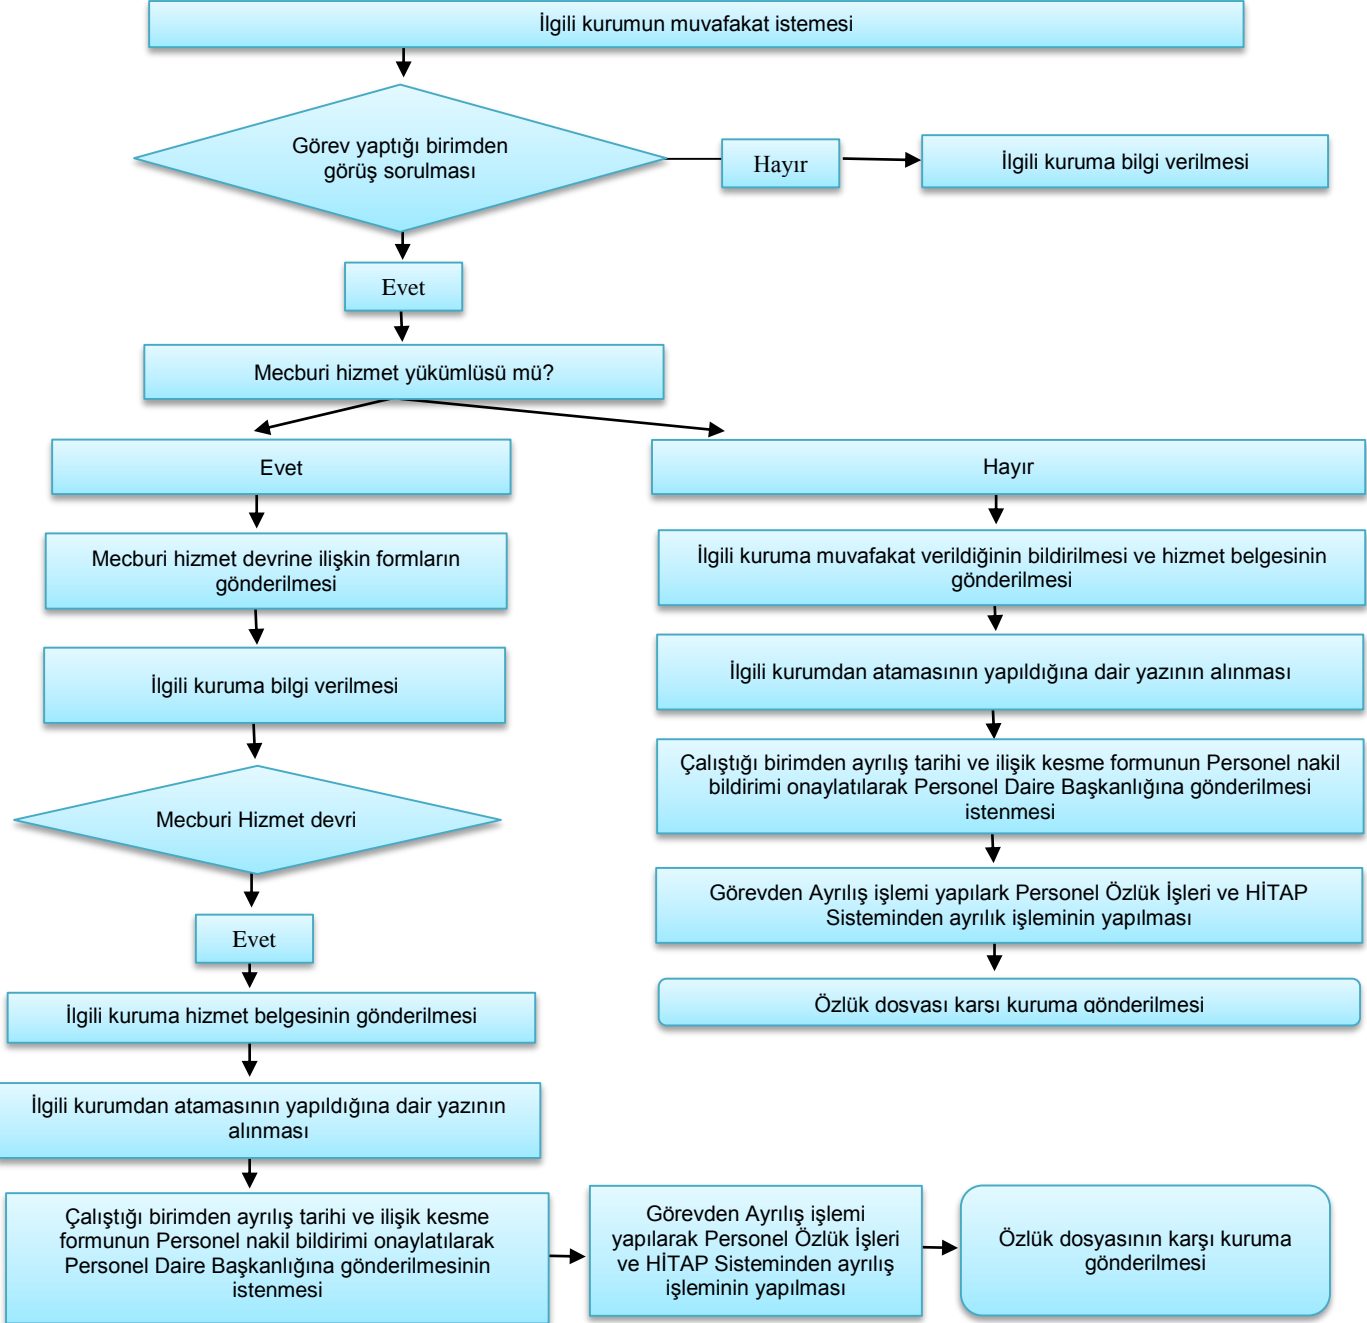 İlgili kurumun muvafakat istemesi
Görev yaptığı birimden
görüş sorulması
Hayır
İlgili kuruma bilgi verilmesi
Evet
Mecburi hizmet yükümlüsü mü?
Evet
Hayır
Mecburi hizmet devrine ilişkin formların
gönderilmesi
İlgili kuruma bilgi verilmesi
Mecburi Hizmet devri
Evet
İlgili kuruma hizmet belgesinin gönderilmesi
İlgili kurumdan atamasının yapıldığına dair yazının
alınması
Çalıştığı birimden ayrılış tarihi ve ilişik kesme
formunun Personel nakil bildirimi onaylatılarak
Personel Daire Başkanlığına gönderilmesinin
istenmesi
Görevden Ayrılış işlemi
yapılarak Personel Özlük İşleri
ve HİTAP Sisteminden ayrılış
işleminin yapılması
Özlük dosyasının karşı kuruma
gönderilmesi
İlgili kuruma muvafakat verildiğinin bildirilmesi ve hizmet belgesinin
gönderilmesi
İlgili kurumdan atamasının yapıldığına dair yazının alınması
Çalıştığı birimden ayrılış tarihi ve ilişik kesme formunun Personel nakil
bildirimi onaylatılarak Personel Daire Başkanlığına gönderilmesi
istenmesi
Görevden Ayrılış işlemi yapılark Personel Özlük İşleri ve HİTAP
Sisteminden ayrılık işleminin yapılması
Özlük dosyası karşı kuruma gönderilmesi